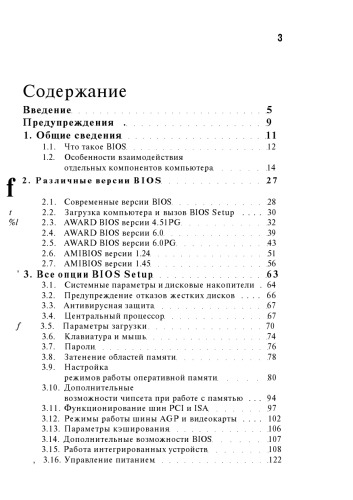 3
Содержание
Введение 5
Предупреждения 9
1. Общие сведения 11
1.1. Что такое BIOS 12
1.2. Особенности взаимодействия
отдельных компонентов компьютера 14
2. Различные версии BIOS 27
2.1. Современные версии BIOS 28
2.2. Загрузка компьютера и вызов BIOS Setup .... 30
2.3. AWARD BIOS версии 4.51PG 32
2.4. AWARD BIOS версии 6.0 39
2.5. AWARD BIOS версии 6.0PG 43
2.6. AMIBIOS версии 1.24 51
2.7. AMIBIOS версии 1.45 56
3. Все опции BIOS Setup 63
3.1. Системные параметры и дисковые накопители . 64
3.2. Предупреждение отказов жестких дисков .... 66
3.3. Антивирусная защита 67
3.4. Центральный процессор 67
3.5. Параметры загрузки 70
3.6. Клавиатура и мышь 74
3.7. Пароли 76
3.8. Затенение областей памяти 78
3.9. Настройка
режимов работы оперативной памяти 80
3.10. Дополнительные
возможности чипсета при работе с памятью ... 94
3.11. Функционирование шин PCI и ISA 97
3.12. Режимы работы шины AGP и видеокарты .... 102
3.13. Параметры кэширования 106
3.14. Дополнительные возможности BIOS 107
3.15. Работа интегрированных устройств 108
3.16. Управление питанием 122